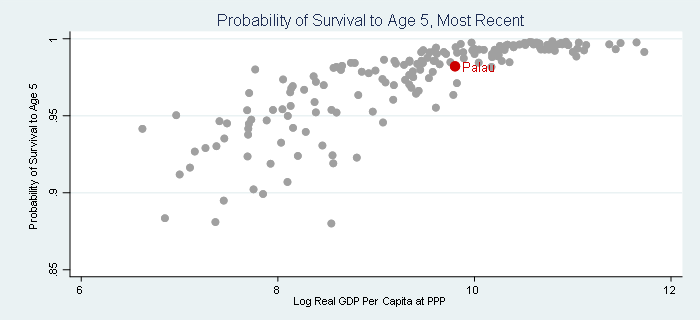 Probability of Survival to Age 5, Most Recent
Probability of Survival to Age 5
1
.95
.9
.85
Palau
6
8
10
12
Log Real GDP Per Capita at PPP